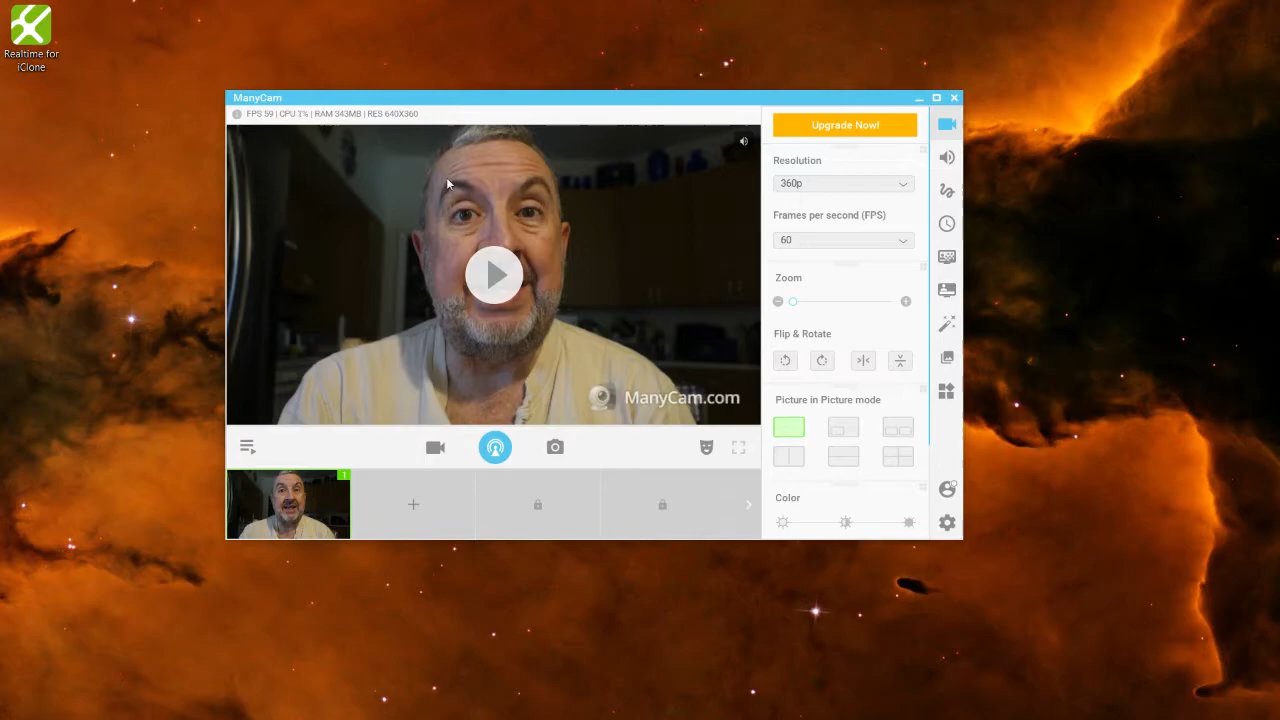 Realtime for
iClone
ManyCam
FPS 59 | CPU 1% | RAM 343MB | RES 640X360
Upgrade Now!
Resolution
360p
Frames per second (FPS)
60
Zoom
Flip & Rotate
ManyCam.com
Picture in Picture mode
1
Color